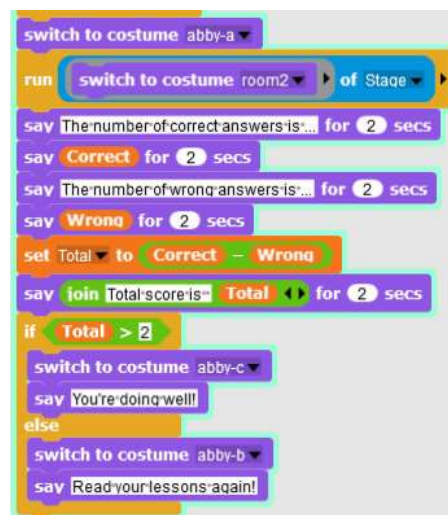 switch to costume abby-a
run switch to costume room2 of Stage
say The number of correct answers is ... for 2 secs
say Correct for 2 secs
say The number of wrong answers is ... for 2 secs
say Wrong for 2 secs
set Total to Correct − Wrong
say join Total score is Total for 2 secs
if Total > 2
switch to costume abby-c
say You're doing well!
else
switch to costume abby-b
say Read your lessons again!